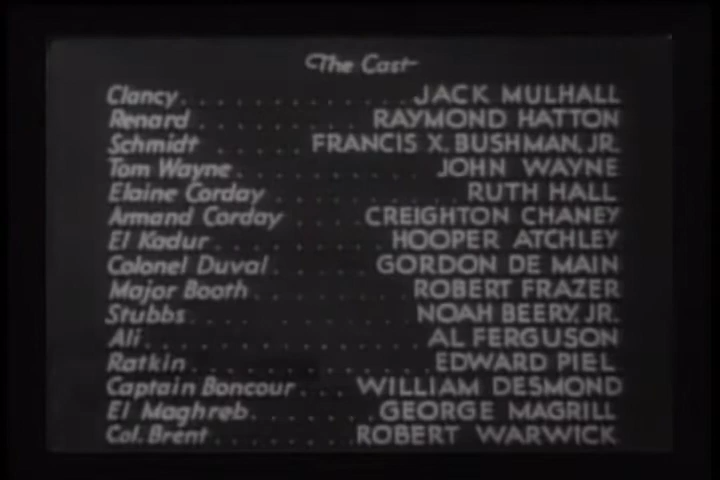 The Cast
Clancy. . . . . . . . . . . . JACK MULHALL
Renard . . . . . . . . . RAYMOND HATTON
Schmidt . . . . . . FRANCIS X. BUSHMAN, JR.
Tom Wayne. . . . . . . . . . JOHN WAYNE
Elaine Corday . . . . . . . . . . RUTH HALL
Armand Corday . . . . CREIGHTON CHANEY
El Kadur. . . . . . . . . HOOPER ATCHLEY
Colonel Duval. . . . . . GORDON DE MAIN
Major Booth. . . . . . . . ROBERT FRAZER
Stubbs. . . . . . . . . . . NOAH BEERY, JR.
Ali. . . . . . . . . . . . . . . AL FERGUSON
Ratkin. . . . . . . . . . . . . EDWARD PIEL
Captain Boncour. . . WILLIAM DESMOND
El Maghreb. . . . . . . GEORGE MAGRILL
Col. Brent. . . . . . . . ROBERT WARWICK